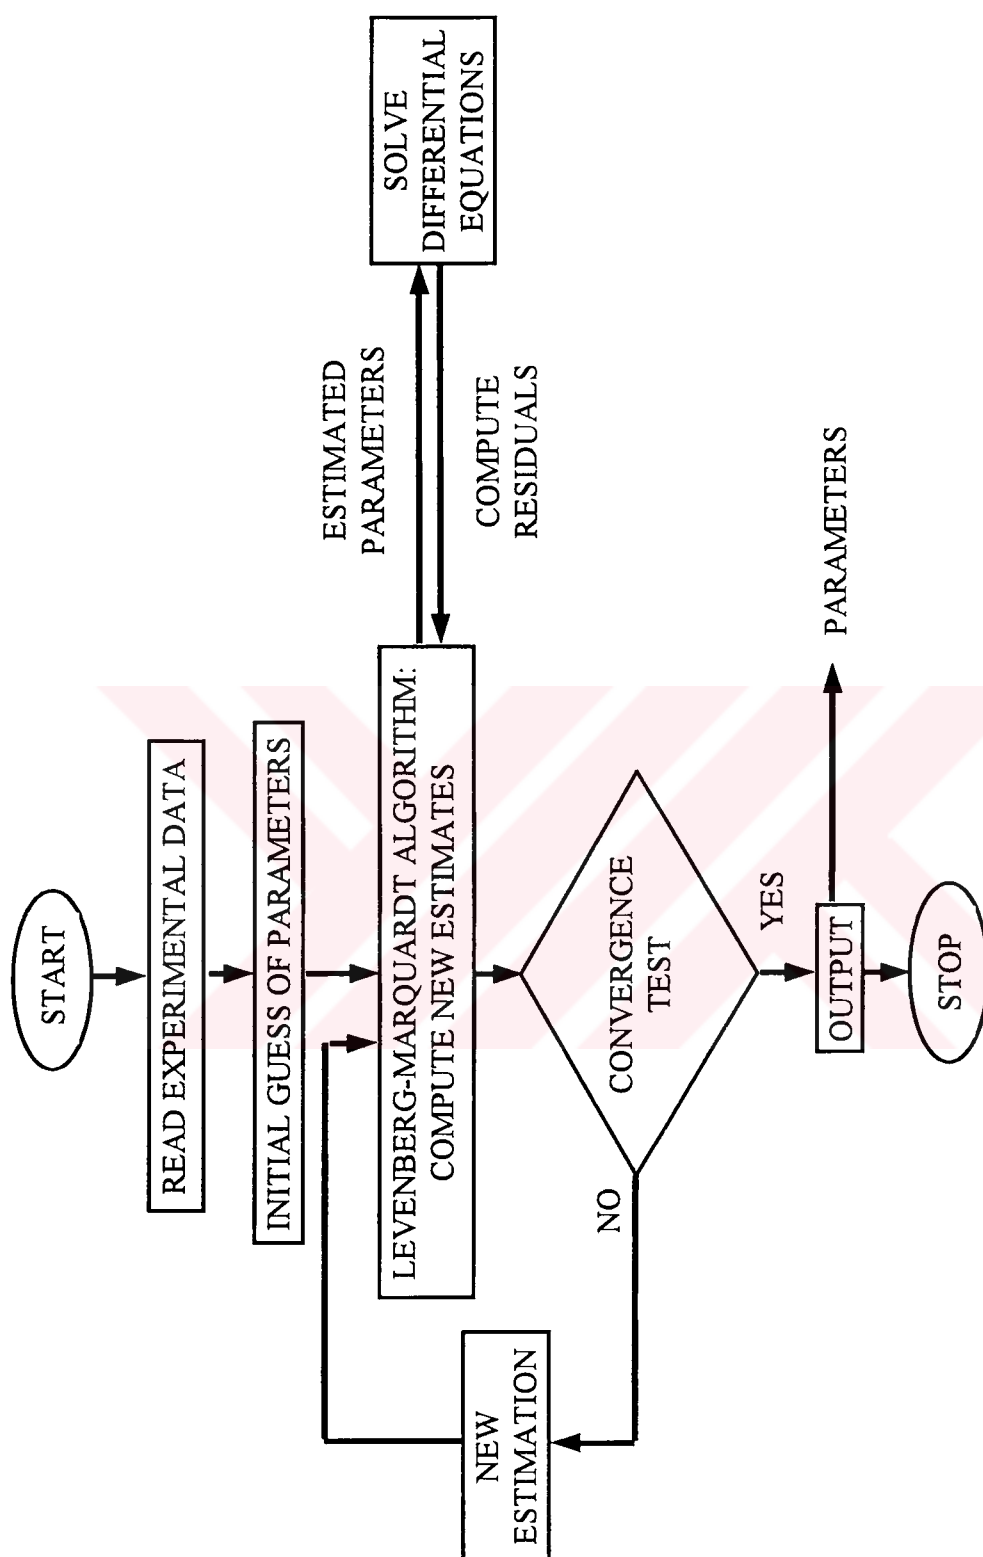 START
READ EXPERIMENTAL DATA
INITIAL GUESS OF PARAMETERS
LEVENBERG-MARQUARDT ALGORITHM:
COMPUTE NEW ESTIMATES
ESTIMATED
PARAMETERS
COMPUTE
RESIDUALS
SOLVE
DIFFERENTIAL
EQUATIONS
CONVERGENCE
TEST
NO
NEW
ESTIMATION
YES
OUTPUT
PARAMETERS
STOP